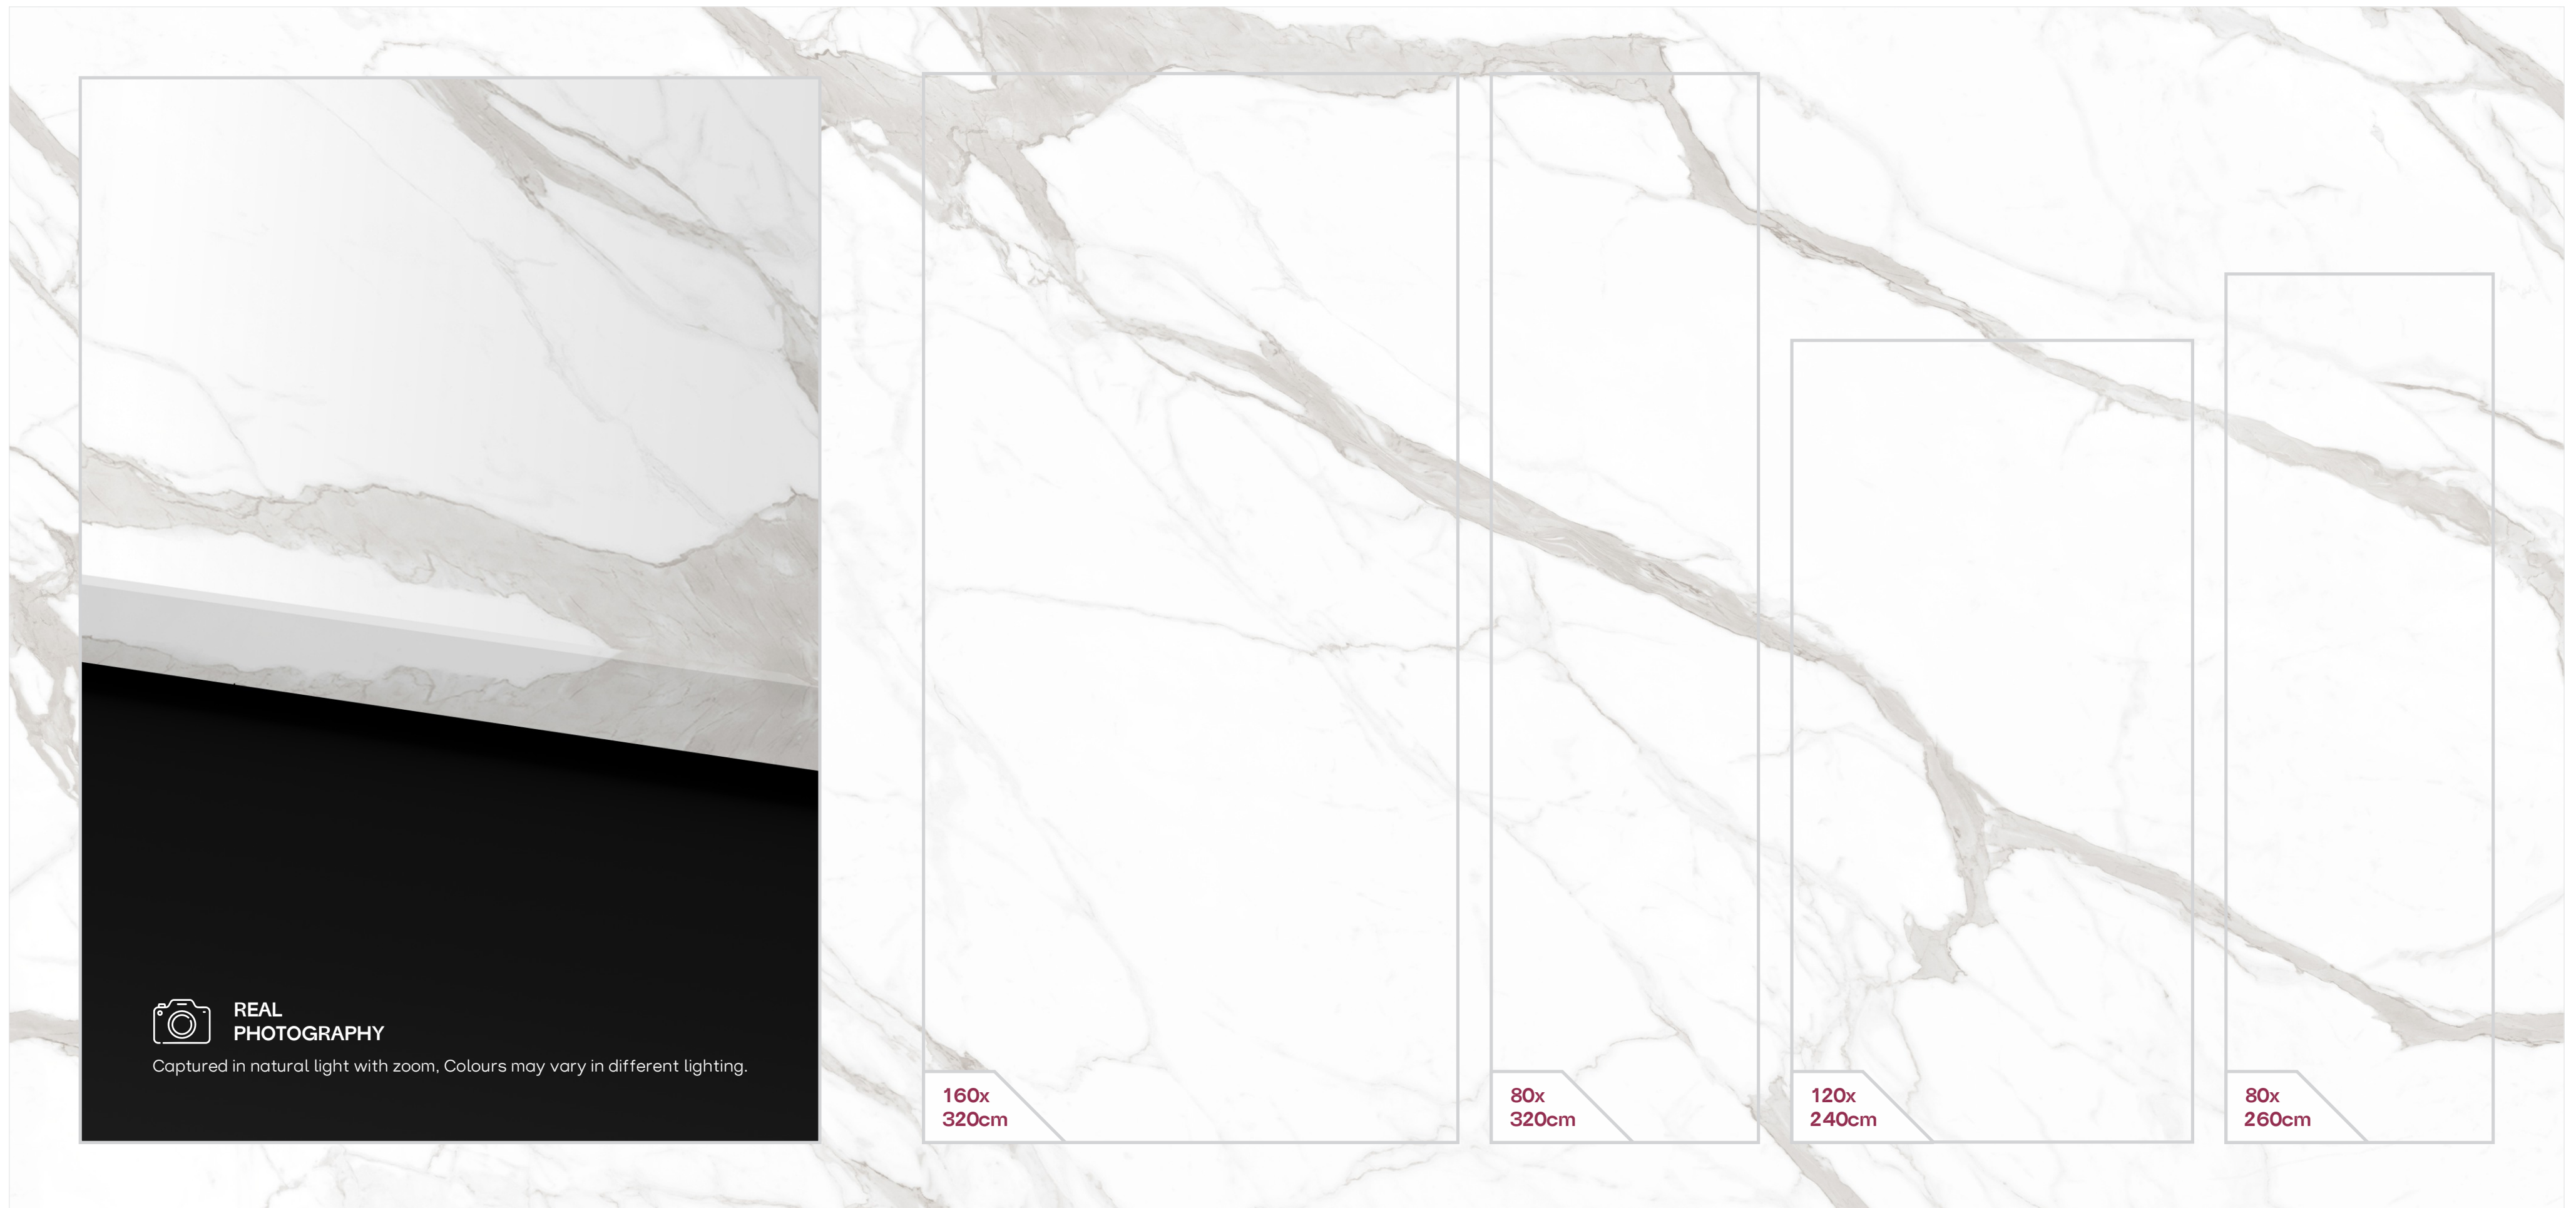 REAL
PHOTOGRAPHY
Captured in natural light with zoom, Colours may vary in different lighting.
160x
320cm
80x
320cm
120x
240cm
80x
260cm